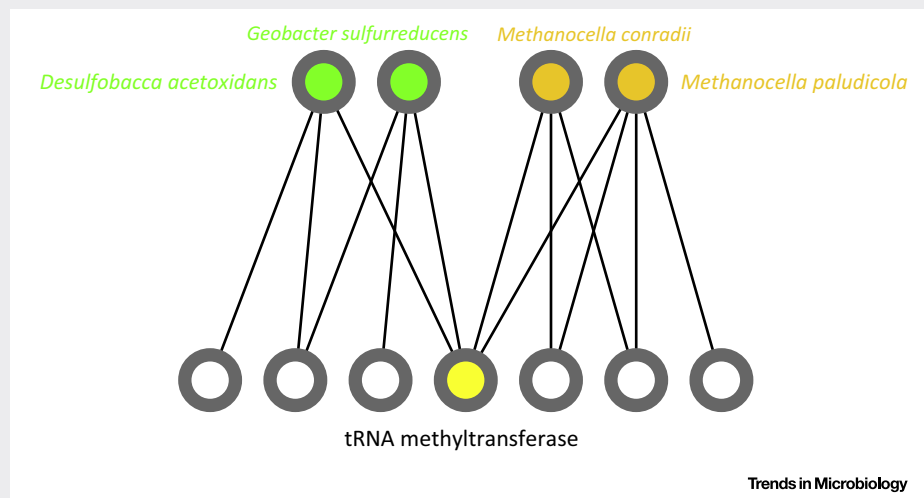 Geobacter sulfurreducens
Methanocella conradii
Desulfobacca acetoxidans
Methanocella paludicola
tRNA methyltransferase
Trends in Microbiology